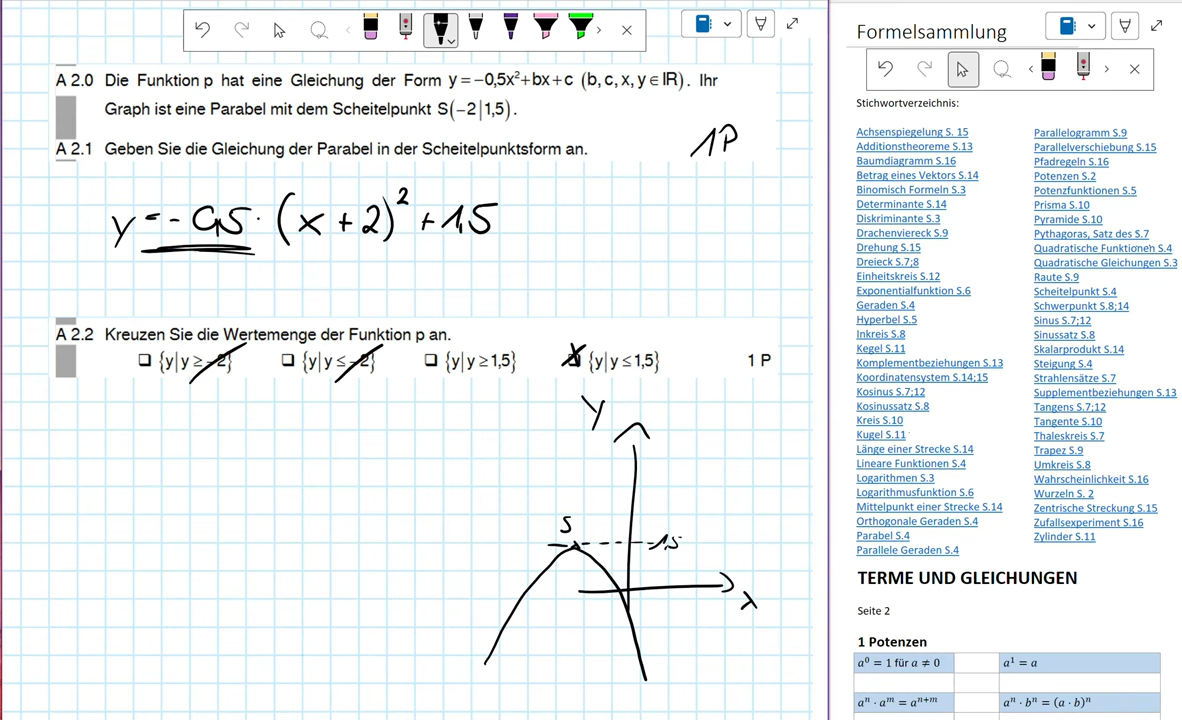 A 2.0 Die Funktion p hat eine Gleichung der Form y = −0,5x²+bx+c (b, c, x, y ∈ IR). Ihr
Graph ist eine Parabel mit dem Scheitelpunkt S(−2|1,5).
A 2.1 Geben Sie die Gleichung der Parabel in der Scheitelpunktsform an.
1P
y = - 0,5 · (x + 2)² + 1,5
A 2.2 Kreuzen Sie die Wertemenge der Funktion p an.
❑ {y|y ≥ −2} ❑ {y|y ≤ −2} ❑ {y|y ≥ 1,5} ❑ {y|y ≤ 1,5} 1 P
y
S
1,5
x
Formelsammlung
Stichwortverzeichnis:
Achsenspiegelung S. 15
Additionstheoreme S.13
Baumdiagramm S.16
Betrag eines Vektors S.14
Binomisch Formeln S.3
Determinante S.14
Diskriminante S.3
Drachenviereck S.9
Drehung S.15
Dreieck S.7;8
Einheitskreis S.12
Exponentialfunktion S.6
Geraden S.4
Hyperbel S.5
Inkreis S.8
Kegel S.11
Komplementbeziehungen S.13
Koordinatensystem S.14;15
Kosinus S.7;12
Kosinussatz S.8
Kreis S.10
Kugel S.11
Länge einer Strecke S.14
Lineare Funktionen S.4
Logarithmen S.3
Logarithmusfunktion S.6
Mittelpunkt einer Strecke S.14
Orthogonale Geraden S.4
Parabel S.4
Parallele Geraden S.4
Parallelogramm S.9
Parallelverschiebung S.15
Pfadregeln S.16
Potenzen S.2
Potenzfunktionen S.5
Prisma S.10
Pyramide S.10
Pythagoras, Satz des S.7
Quadratische Funktionen S.4
Quadratische Gleichungen S.3
Raute S.9
Scheitelpunkt S.4
Schwerpunkt S.8;14
Sinus S.7;12
Sinussatz S.8
Skalarprodukt S.14
Steigung S.4
Strahlensätze S.7
Supplementbeziehungen S.13
Tangens S.7;12
Tangente S.10
Thaleskreis S.7
Trapez S.9
Umkreis S.8
Wahrscheinlichkeit S.16
Wurzeln S. 2
Zentrische Streckung S.15
Zufallsexperiment S.16
Zylinder S.11
TERME UND GLEICHUNGEN
Seite 2
1 Potenzen
a⁰ = 1 für a ≠ 0 a¹ = a
aⁿ · aᵐ = aⁿ⁺ᵐ aⁿ · bⁿ = (a · b)ⁿ